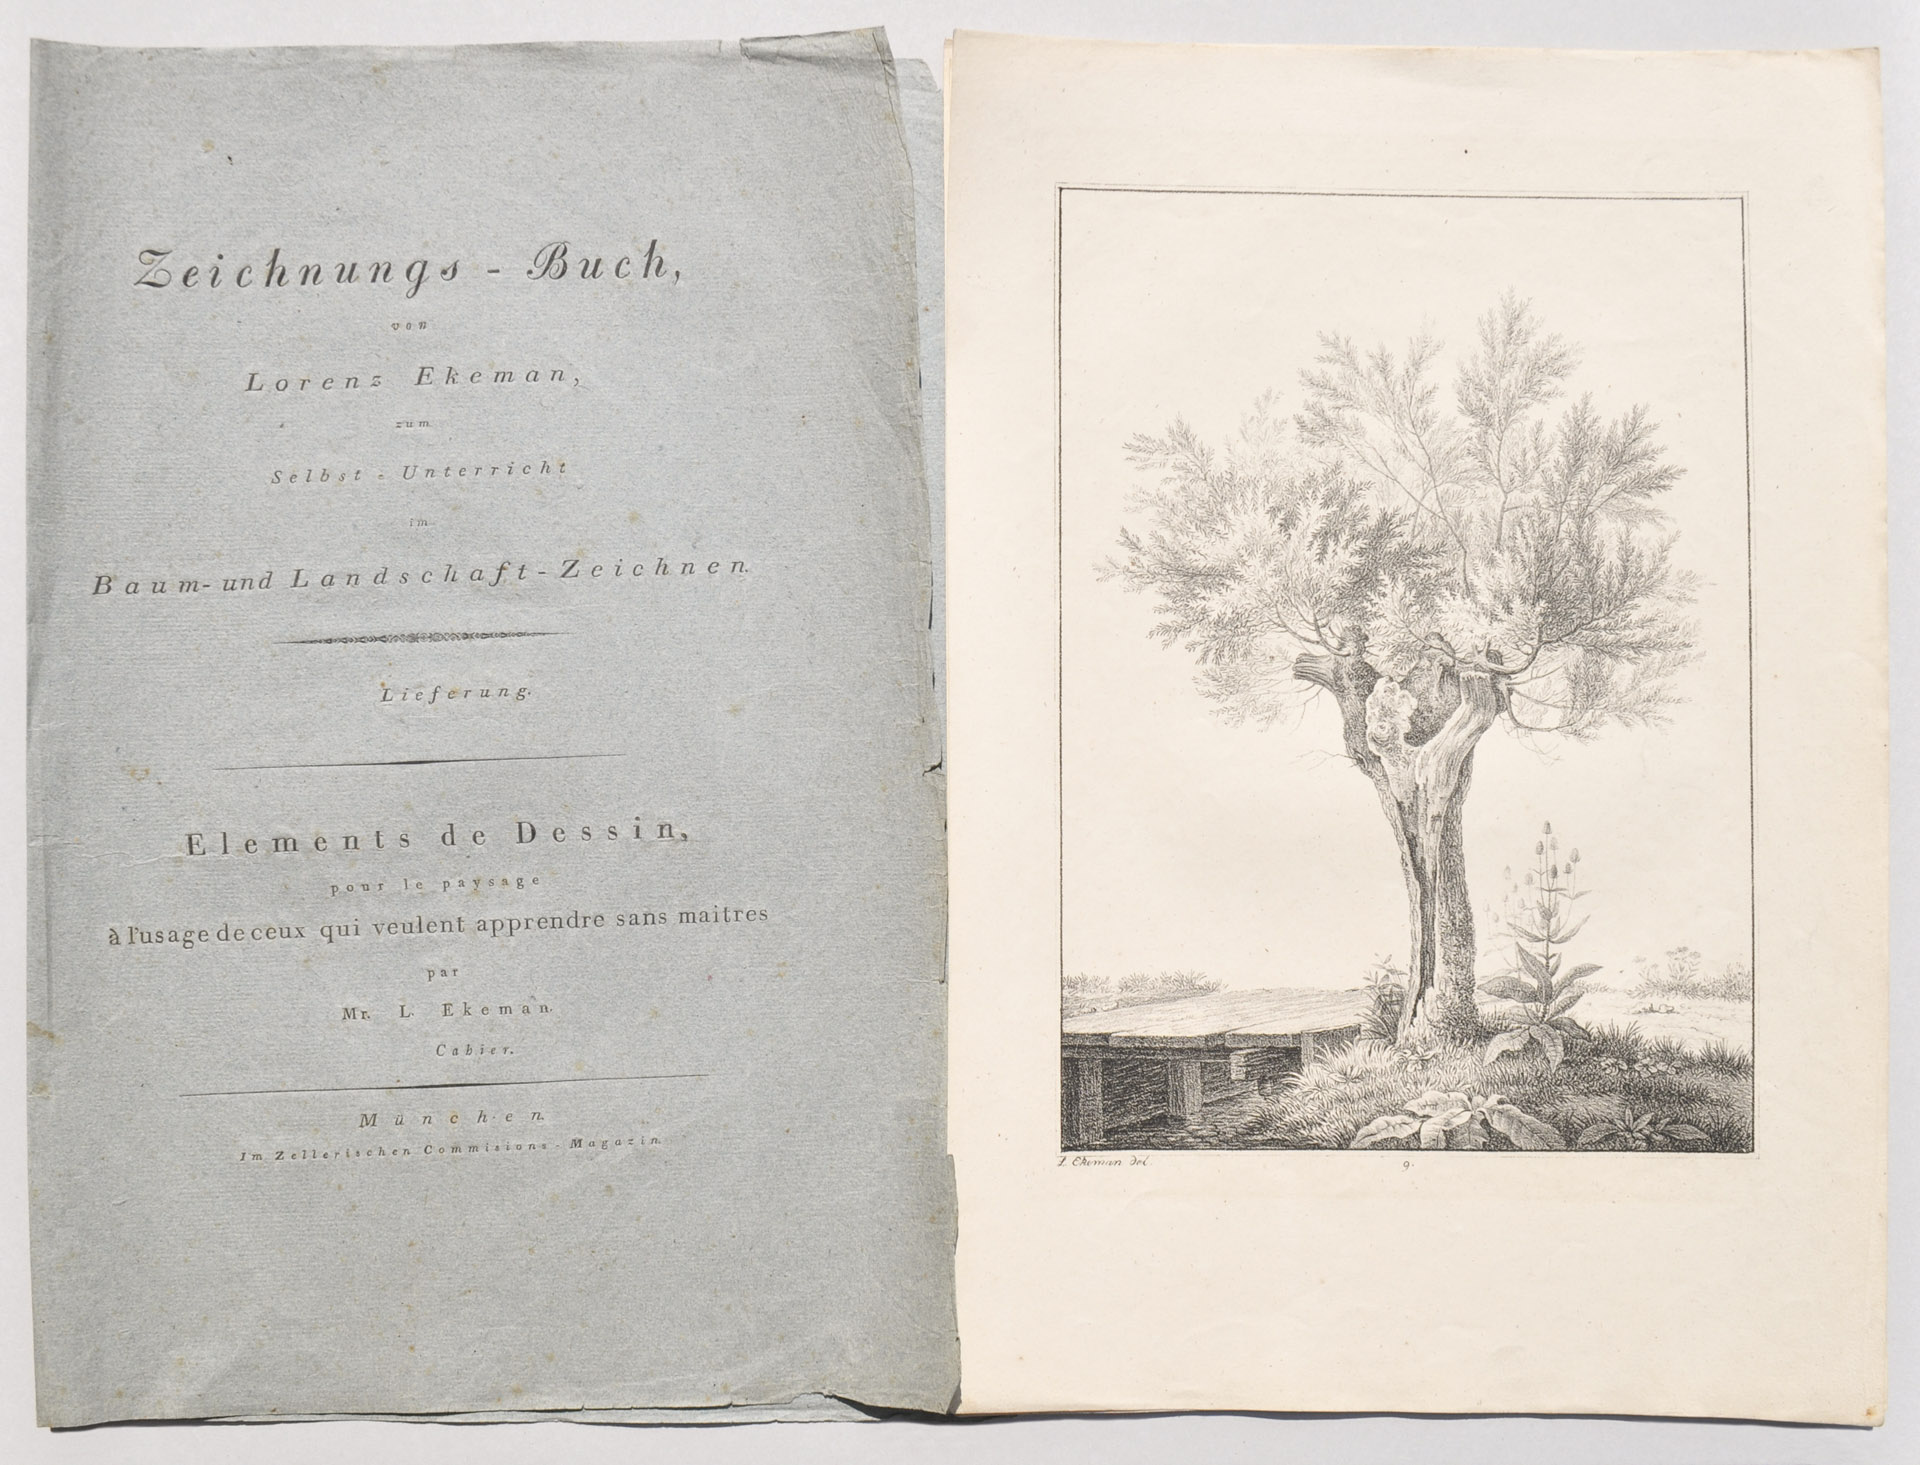 Zeichnungs - Buch,
von
Lorenz Ekeman,
zum
Selbst - Unterricht
im
Baum- und Landschaft - Zeichnen.
Lieferung.
Elements de Dessin,
pour le paysage
à l'usage de ceux qui veulent apprendre sans maitres
par
Mr. L. Ekeman.
Cahier.
München.
Im Zellerischen Commisions - Magazin.
L. Ekeman del.
9.